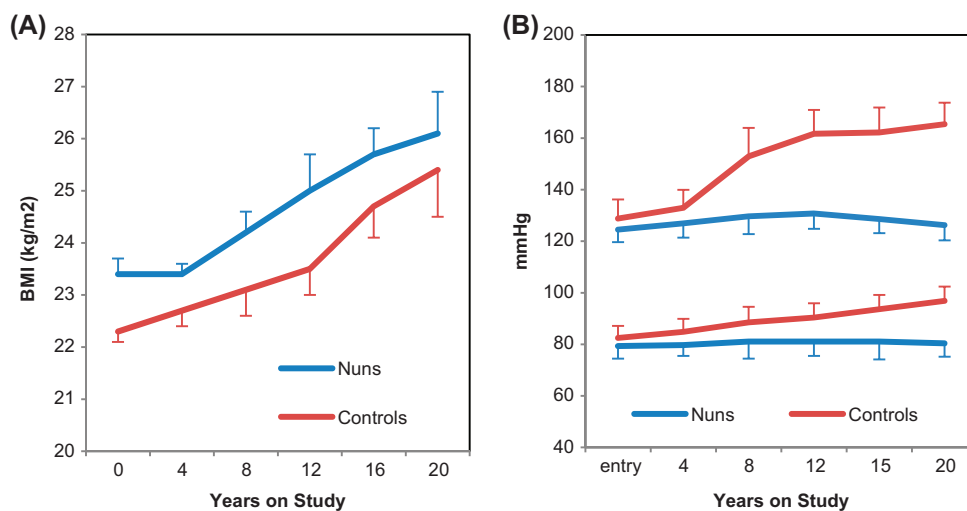 (A)
28
27
26
25
24
23
22
21
20
BMI (kg/m2)
Nuns
Controls
0 4 8 12 16 20
Years on Study
(B)
200
180
160
140
120
100
80
60
40
mmHg
Nuns Controls
entry 4 8 12 15 20
Years on Study